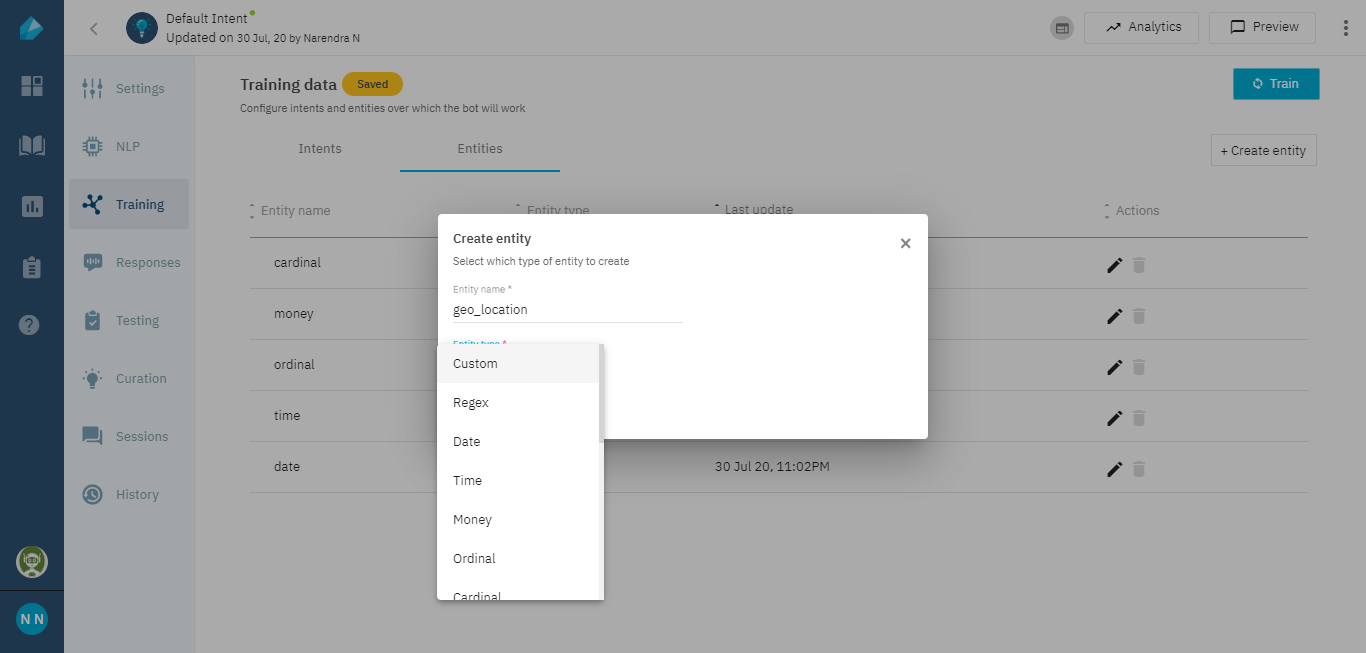 Default Intent
Updated on 30 Jul, 20 by Narendra N
Analytics
Preview
Settings
NLP
Training
Responses
Testing
Curation
Sessions
History
N N
Training data
Saved
Train
Configure intents and entities over which the bot will work
Intents
Entities
+ Create entity
Entity name
Entity type
Last update
Actions
cardinal
money
ordinal
time
date
30 Jul 20, 11:02PM
Create entity
Select which type of entity to create
Entity name *
geo_location
Entity type *
Custom
Regex
Date
Time
Money
Ordinal
Cardinal